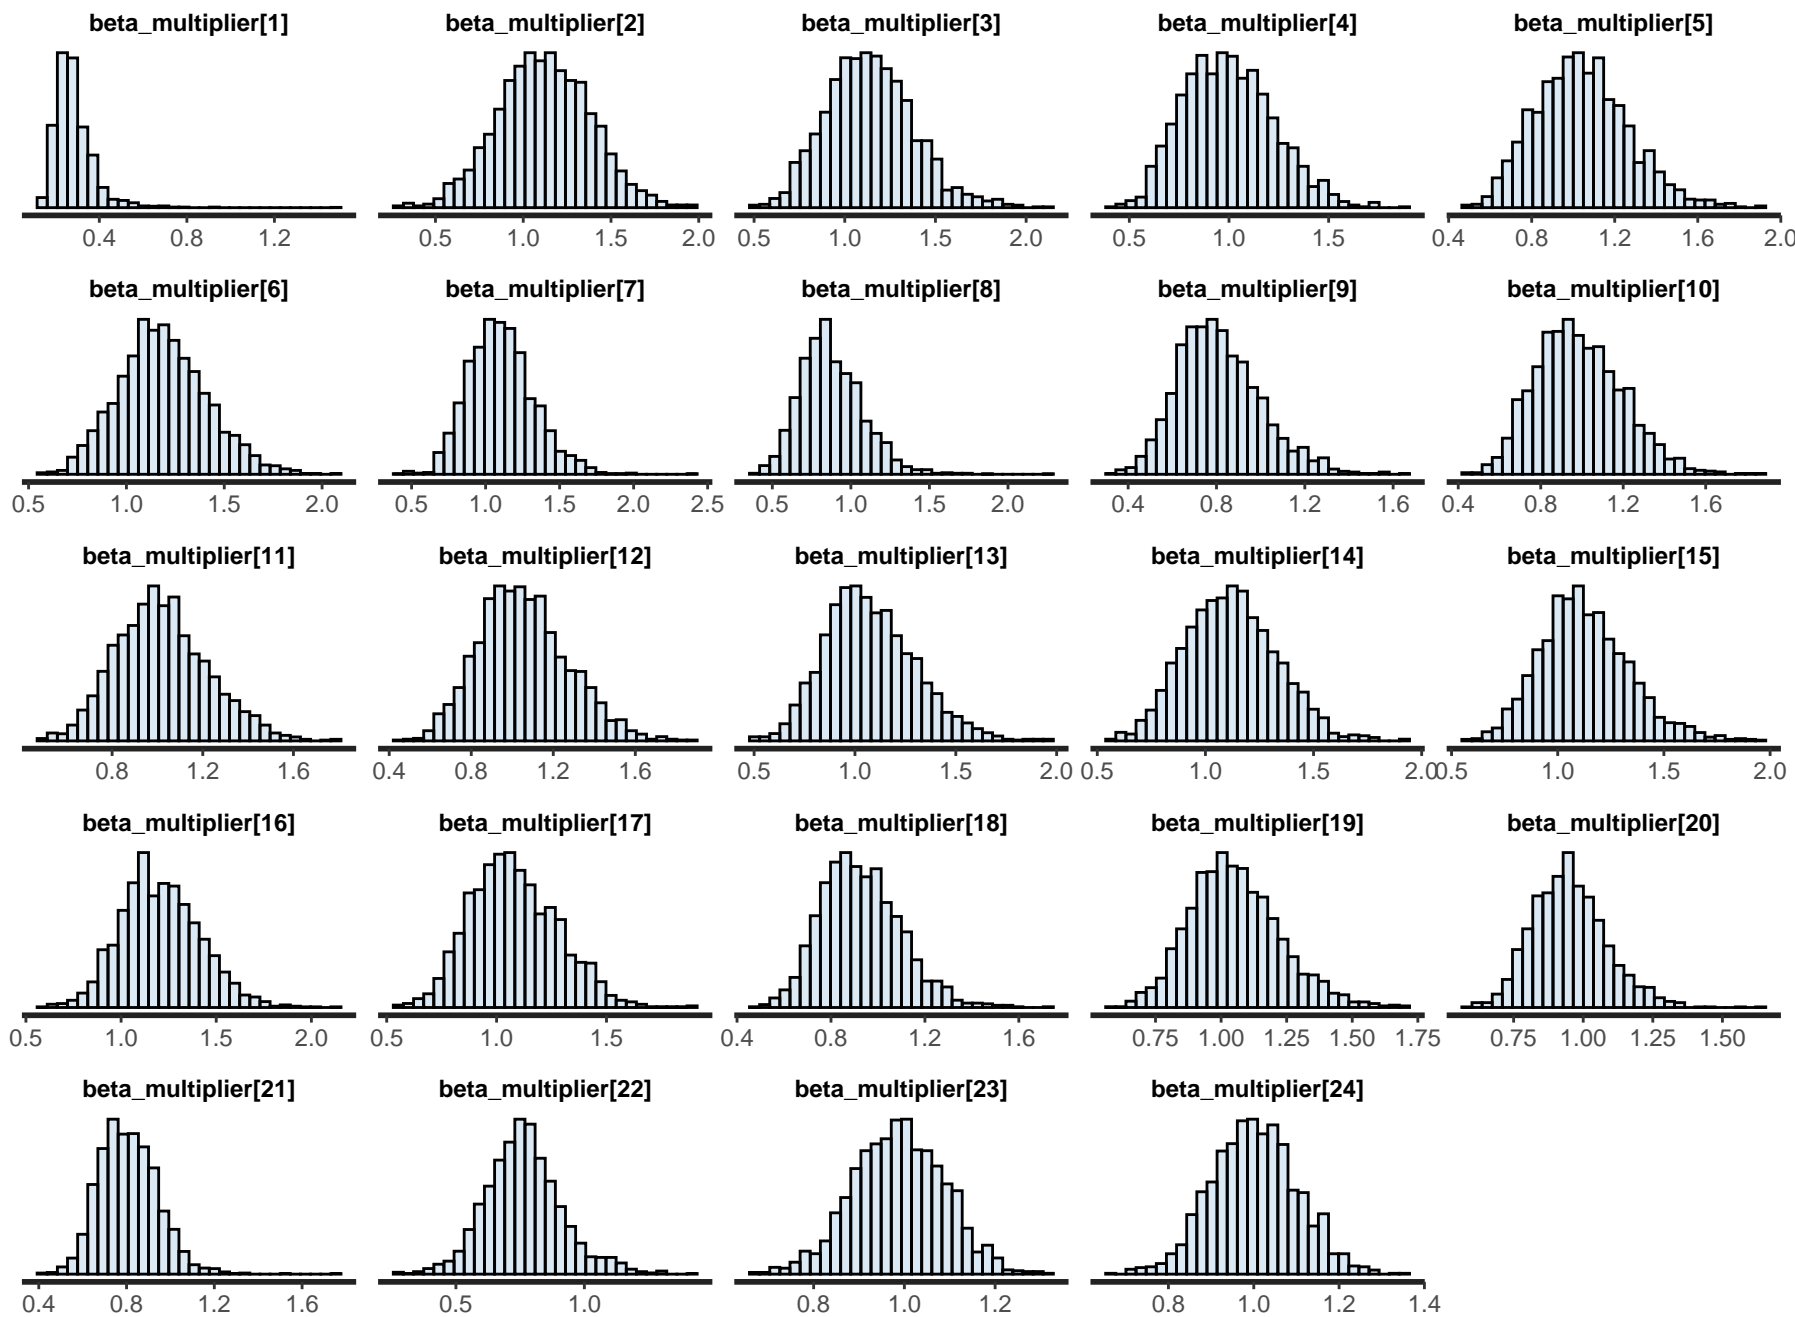 beta_multiplier[1] beta_multiplier[2] beta_multiplier[3] beta_multiplier[4] beta_multiplier[5]
0.4 0.8 1.2 0.5 1.0 1.5 2.0 0.5 1.0 1.5 2.0 0.5 1.0 1.5 0.4 0.8 1.2 1.6 2.0
beta_multiplier[6] beta_multiplier[7] beta_multiplier[8] beta_multiplier[9] beta_multiplier[10]
0.5 1.0 1.5 2.0 0.5 1.0 1.5 2.0 2.5 0.5 1.0 1.5 2.0 0.4 0.8 1.2 1.6 0.4 0.8 1.2 1.6
beta_multiplier[11] beta_multiplier[12] beta_multiplier[13] beta_multiplier[14] beta_multiplier[15]
0.8 1.2 1.6 0.4 0.8 1.2 1.6 0.5 1.0 1.5 2.0 0.5 1.0 1.5 2.0 0.5 1.0 1.5 2.0
beta_multiplier[16] beta_multiplier[17] beta_multiplier[18] beta_multiplier[19] beta_multiplier[20]
0.5 1.0 1.5 2.0 0.5 1.0 1.5 0.4 0.8 1.2 1.6 0.75 1.00 1.25 1.50 1.75 0.75 1.00 1.25 1.50
beta_multiplier[21] beta_multiplier[22] beta_multiplier[23] beta_multiplier[24]
0.4 0.8 1.2 1.6 0.5 1.0 0.8 1.0 1.2 0.8 1.0 1.2 1.4